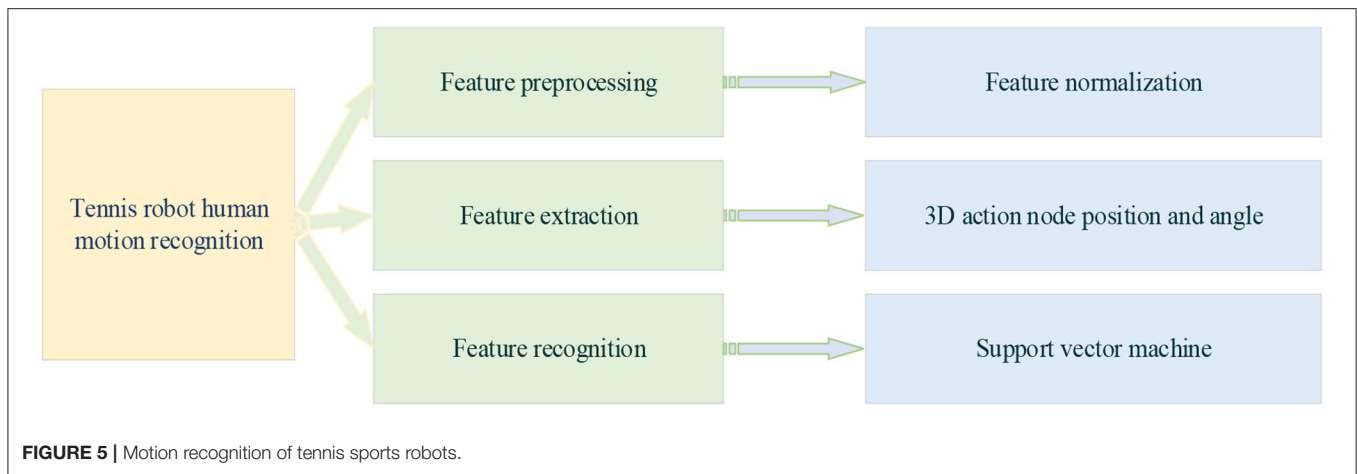 Tennis robot human
motion recognition
Feature preprocessing
Feature normalization
Feature extraction
3D action node position and angle
Feature recognition
Support vector machine
FIGURE 5 | Motion recognition of tennis sports robots.